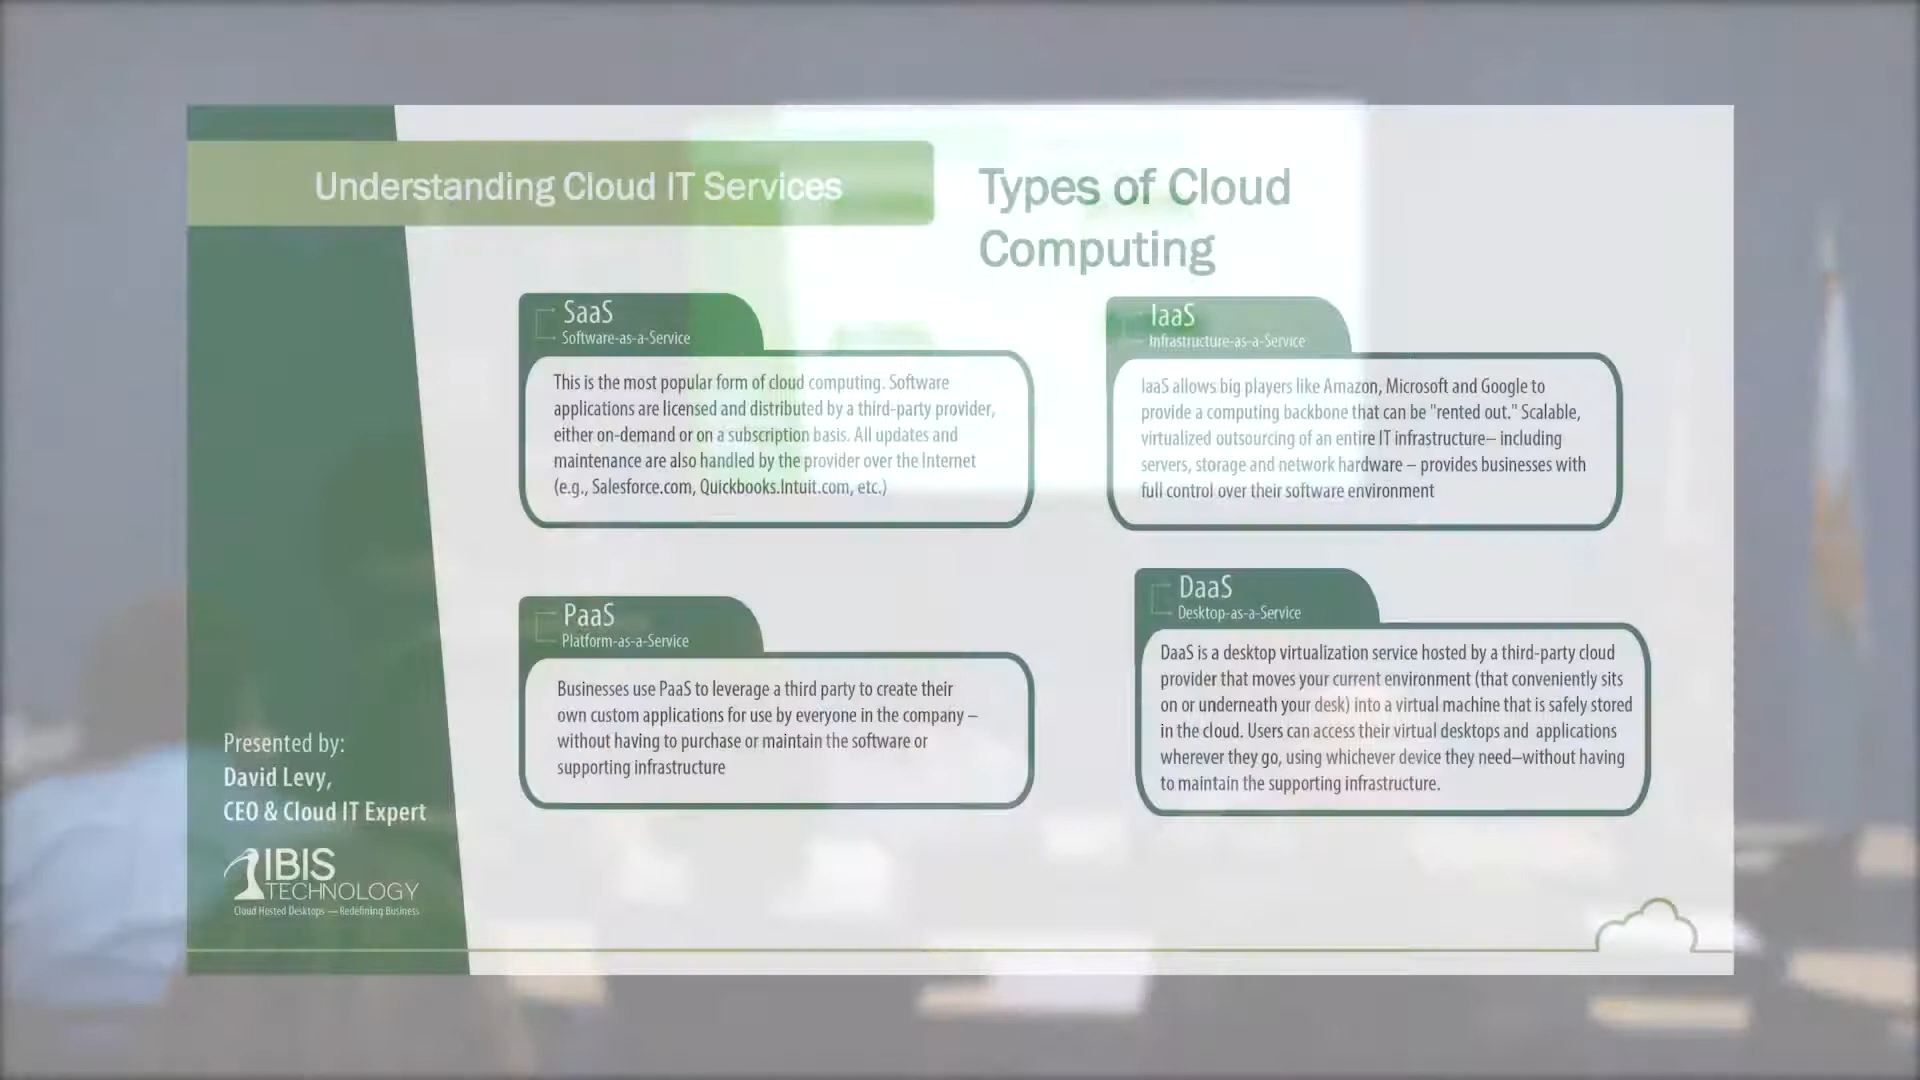 Understanding Cloud IT Services
Types of Cloud
Computing
SaaS
Software-as-a-Service
This is the most popular form of cloud computing. Software
applications are licensed and distributed by a third-party provider,
either on-demand or on a subscription basis. All updates and
maintenance are also handled by the provider over the Internet
(e.g., Salesforce.com, Quickbooks.Intuit.com, etc.)
IaaS
Infrastructure-as-a-Service
IaaS allows big players like Amazon, Microsoft and Google to
provide a computing backbone that can be "rented out." Scalable,
virtualized outsourcing of an entire IT infrastructure– including
servers, storage and network hardware – provides businesses with
full control over their software environment
PaaS
Platform-as-a-Service
Businesses use PaaS to leverage a third party to create their
own custom applications for use by everyone in the company –
without having to purchase or maintain the software or
supporting infrastructure
DaaS
Desktop-as-a-Service
DaaS is a desktop virtualization service hosted by a third-party cloud
provider that moves your current environment (that conveniently sits
on or underneath your desk) into a virtual machine that is safely stored
in the cloud. Users can access their virtual desktops and applications
wherever they go, using whichever device they need–without having
to maintain the supporting infrastructure.
Presented by:
David Levy,
CEO & Cloud IT Expert
IBIS
TECHNOLOGY
Cloud Hosted Desktops — Redefining Business